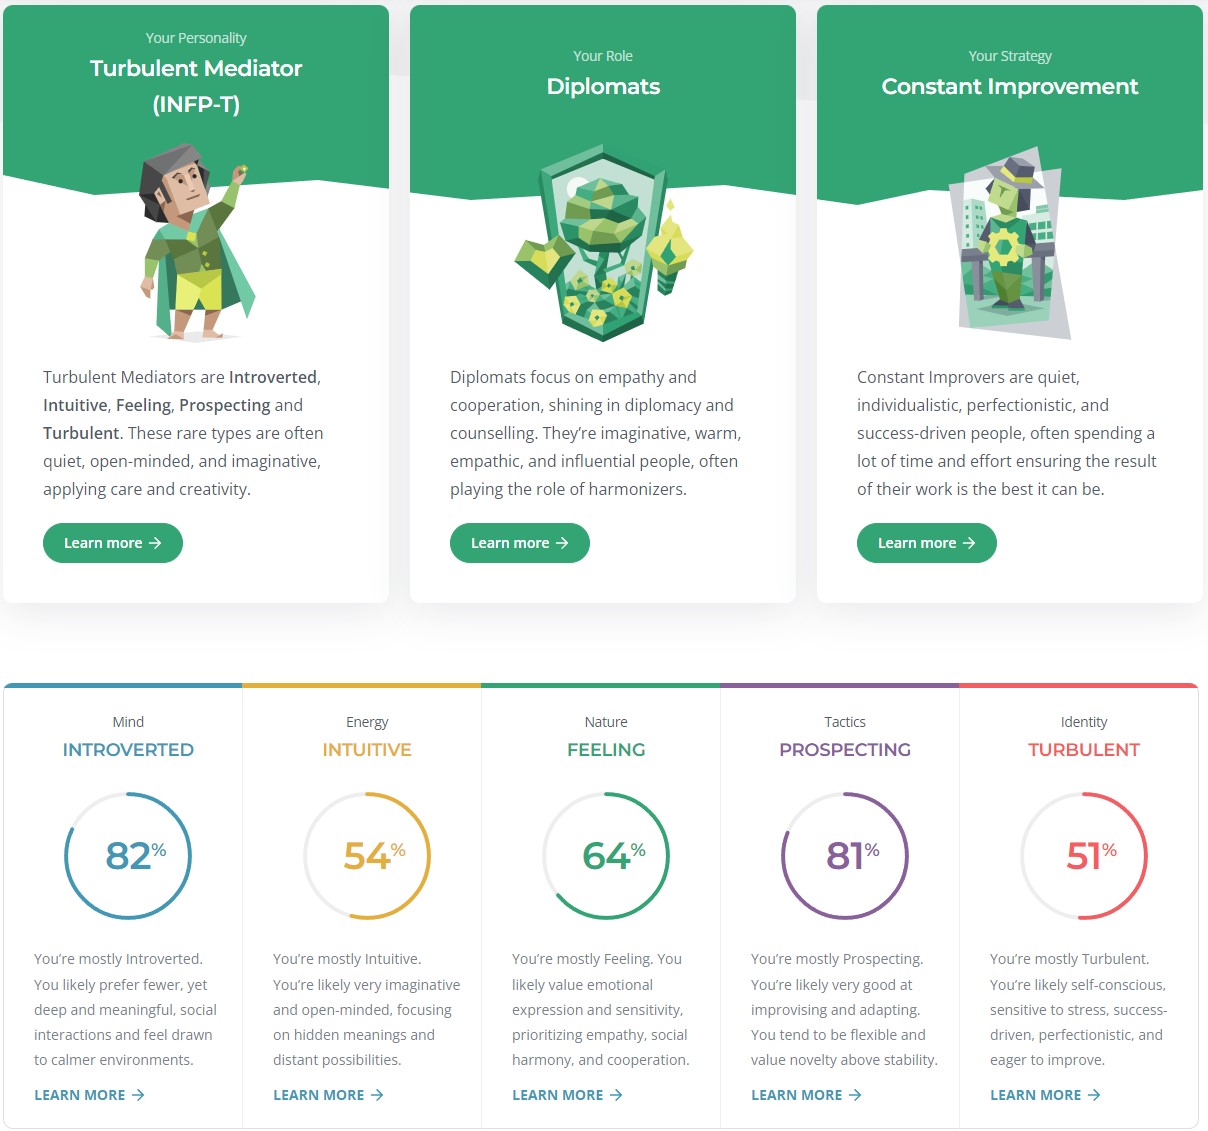 Your Personality
Turbulent Mediator
(INFP-T)
Turbulent Mediators are Introverted,
Intuitive, Feeling, Prospecting and
Turbulent. These rare types are often
quiet, open-minded, and imaginative,
applying care and creativity.
Learn more →
Your Role
Diplomats
Diplomats focus on empathy and
cooperation, shining in diplomacy and
counselling. They’re imaginative, warm,
empathic, and influential people, often
playing the role of harmonizers.
Learn more →
Your Strategy
Constant Improvement
Constant Improvers are quiet,
individualistic, perfectionistic, and
success-driven people, often spending a
lot of time and effort ensuring the result
of their work is the best it can be.
Learn more →
Mind
INTROVERTED
82%
You’re mostly Introverted.
You likely prefer fewer, yet
deep and meaningful, social
interactions and feel drawn
to calmer environments.
LEARN MORE →
Energy
INTUITIVE
54%
You’re mostly Intuitive.
You’re likely very imaginative
and open-minded, focusing
on hidden meanings and
distant possibilities.
LEARN MORE →
Nature
FEELING
64%
You’re mostly Feeling. You
likely value emotional
expression and sensitivity,
prioritizing empathy, social
harmony, and cooperation.
LEARN MORE →
Tactics
PROSPECTING
81%
You’re mostly Prospecting.
You’re likely very good at
improvising and adapting.
You tend to be flexible and
value novelty above stability.
LEARN MORE →
Identity
TURBULENT
51%
You’re mostly Turbulent.
You’re likely self-conscious,
sensitive to stress, success-
driven, perfectionistic, and
eager to improve.
LEARN MORE →